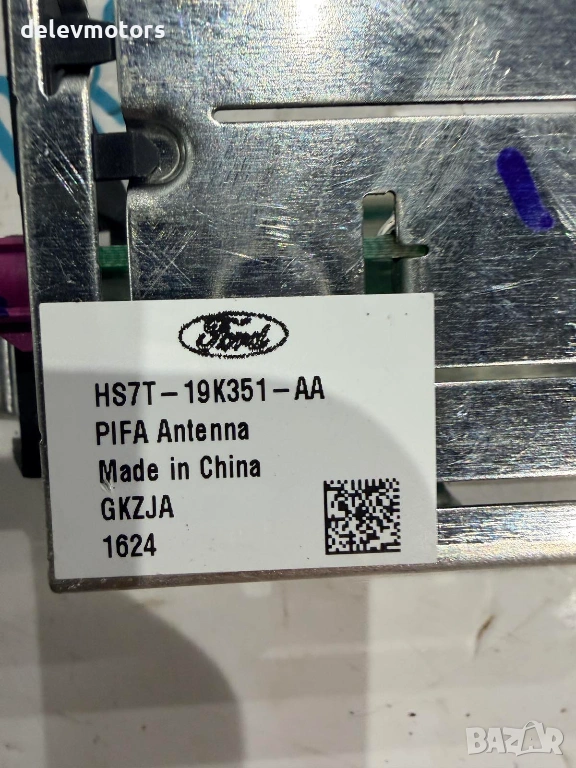 delevmotors
Ford
HS7T-19K351-AA
PIFA Antenna
Made in China
GKZJA
1624
BAZAR